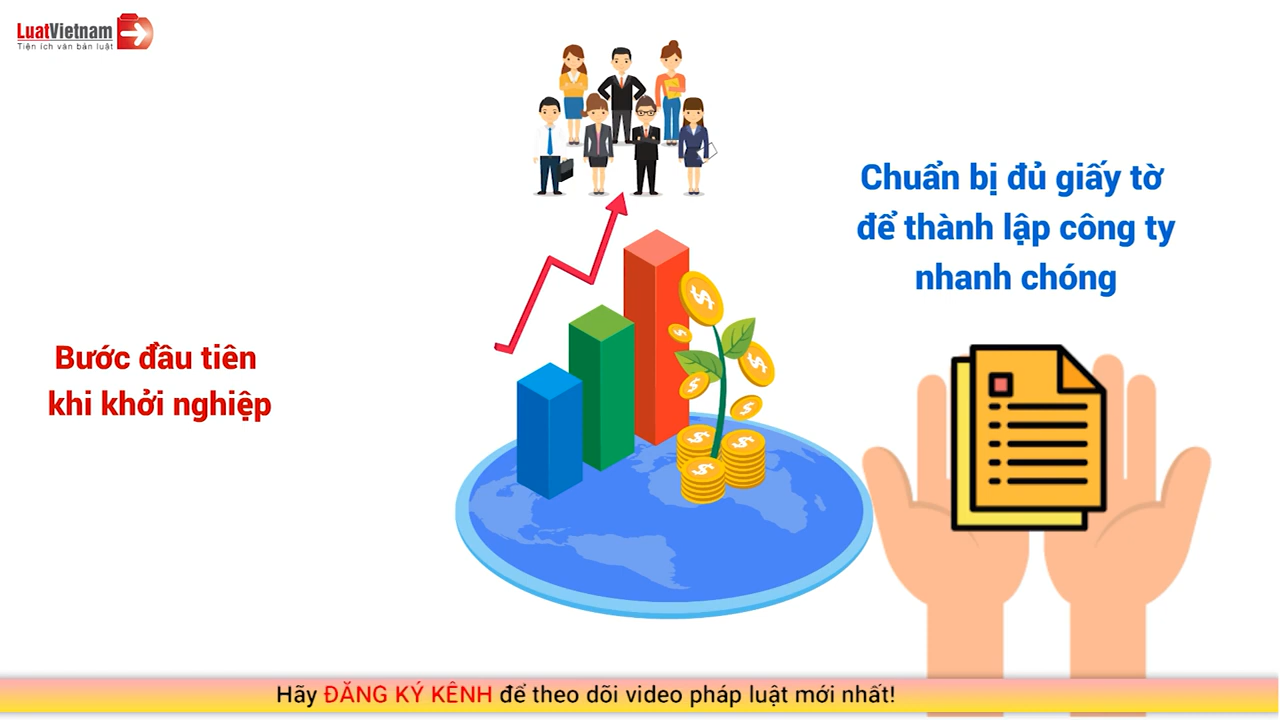 LuatVietnam
Tiện ích văn bản luật
Chuẩn bị đủ giấy tờ
để thành lập công ty
nhanh chóng
Bước đầu tiên
khi khởi nghiệp
Hãy ĐĂNG KÝ KÊNH để theo dõi video pháp luật mới nhất!